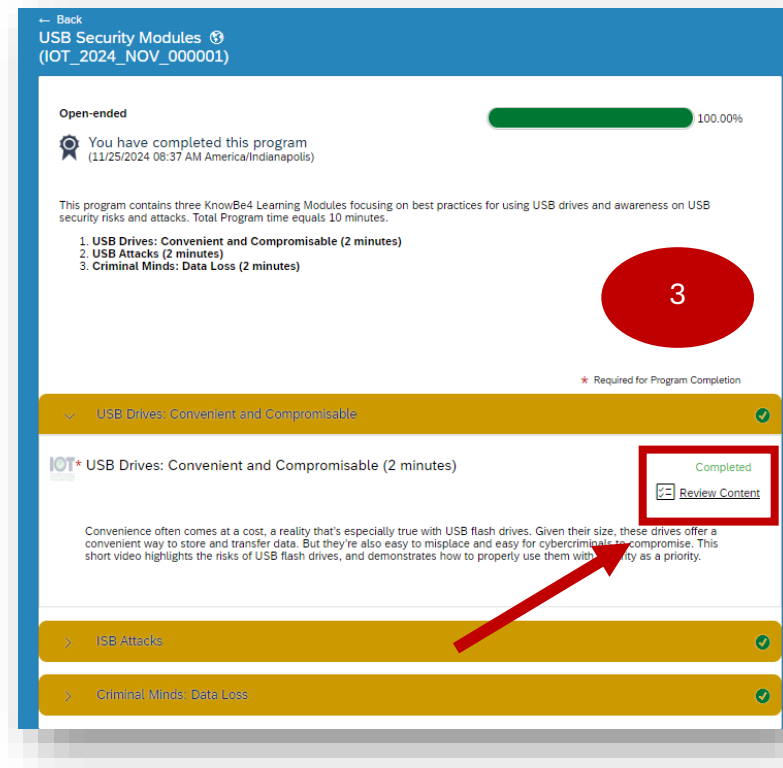 ← Back
USB Security Modules
(IOT_2024_NOV_000001)
Open-ended
100.00%
You have completed this program
(11/25/2024 08:37 AM America/Indianapolis)
This program contains three KnowBe4 Learning Modules focusing on best practices for using USB drives and awareness on USB
security risks and attacks. Total Program time equals 10 minutes.
1. USB Drives: Convenient and Compromisable (2 minutes)
2. USB Attacks (2 minutes)
3. Criminal Minds: Data Loss (2 minutes)
3
* Required for Program Completion
USB Drives: Convenient and Compromisable
IOT* USB Drives: Convenient and Compromisable (2 minutes)
Completed
Review Content
Convenience often comes at a cost, a reality that's especially true with USB flash drives. Given their size, these drives offer a
convenient way to store and transfer data. But they're also easy to misplace and easy for cybercriminals to compromise. This
short video highlights the risks of USB flash drives, and demonstrates how to properly use them with ity as a priority.
ISB Attacks
Criminal Minds: Data Loss